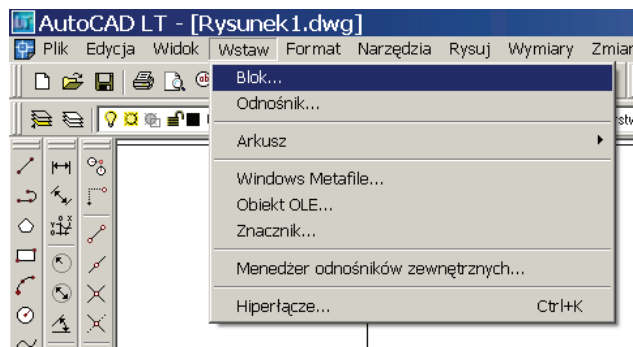 AutoCAD LT - [Rysunek1.dwg]
Plik Edycja Widok Wstaw Format Narzędzia Rysuj Wymiary Zmian
Blok...
Odnośnik...
Arkusz
Windows Metafile...
Obiekt OLE...
Znacznik...
Menedżer odnośników zewnętrznych...
Hiperłącze... Ctrl+K